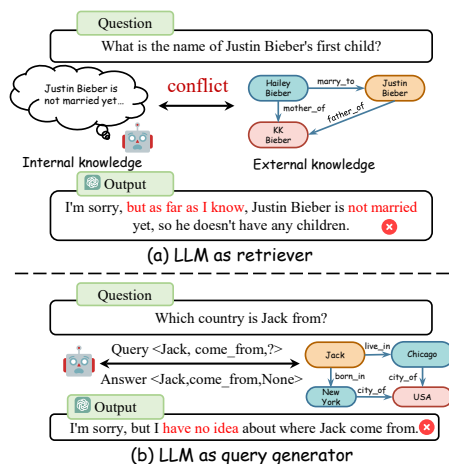 Question
What is the name of Justin Bieber's first child?
Justin Bieber is
not married yet...
conflict
Hailey
Bieber
marry_to
Justin
Bieber
mother_of
father_of
KK
Bieber
Internal knowledge
External knowledge
Output
I'm sorry, but as far as I know, Justin Bieber is not married
yet, so he doesn't have any children.
(a) LLM as retriever
Question
Which country is Jack from?
Query <Jack, come_from,?>
Answer <Jack,come_from,None>
Jack
live_in
Chicago
born_in
city_of
New
York
city_of
USA
Output
I'm sorry, but I have no idea about where Jack come from.
(b) LLM as query generator